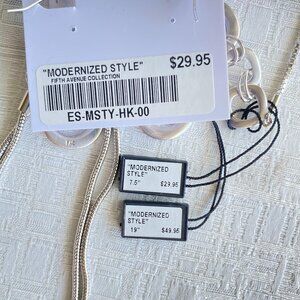 "MODERNIZED STYLE" $29.95
FIFTH AVENUE COLLECTION
ES-MSTY-HK-00
"MODERNIZED
STYLE"
7.5" $29.95
"MODERNIZED
STYLE"
19" $49.95